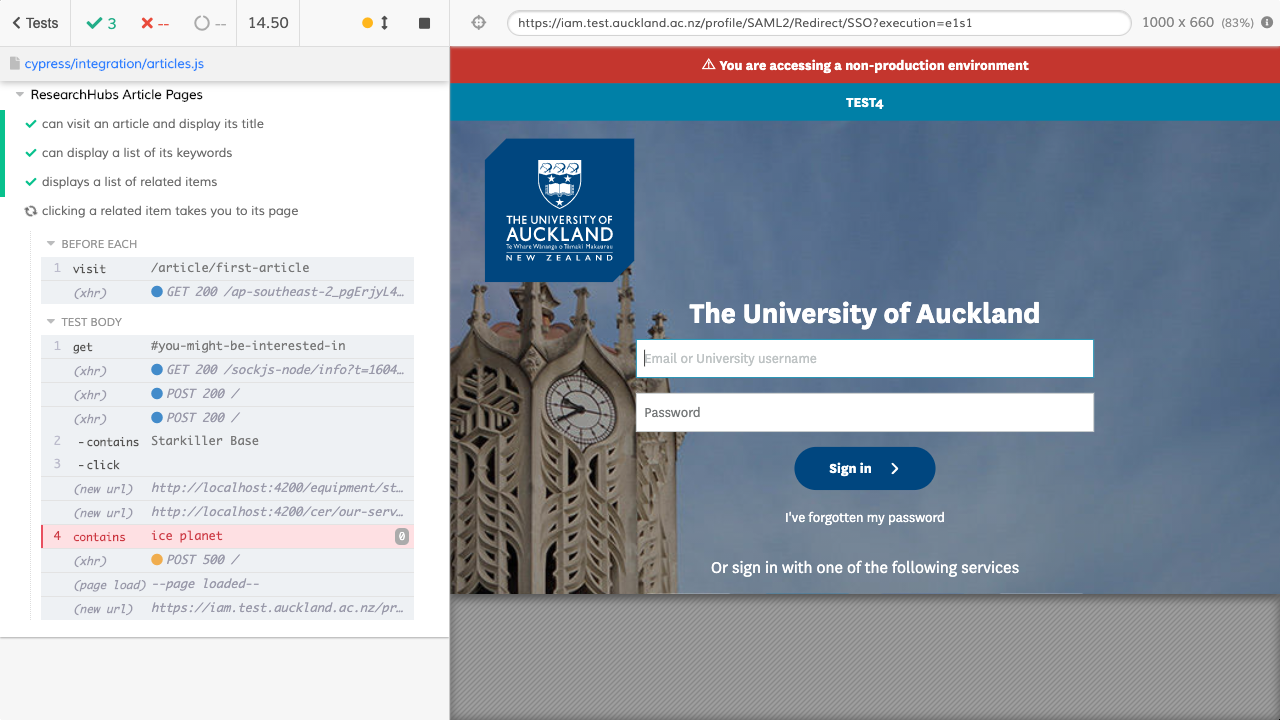 Tests
3
--
--
14.50
https://iam.test.auckland.ac.nz/profile/SAML2/Redirect/SSO?execution=e1s1
1000 x 660 (83%)
cypress/integration/articles.js
ResearchHubs Article Pages
can visit an article and display its title
can display a list of its keywords
displays a list of related items
clicking a related item takes you to its page
BEFORE EACH
1 visit /article/first-article
(xhr) GET 200 /ap-southeast-2_pgErjyL4…
TEST BODY
1 get #you-might-be-interested-in
(xhr) GET 200 /sockjs-node/info?t=1604…
(xhr) POST 200 /
(xhr) POST 200 /
2 -contains Starkiller Base
3 -click
(new url) http://localhost:4200/equipment/st…
(new url) http://localhost:4200/cer/our-serv…
4 contains ice planet 0
(xhr) POST 500 /
(page load) --page loaded--
(new url) https://iam.test.auckland.ac.nz/pr…
⚠ You are accessing a non-production environment
TEST4
THE UNIVERSITY OF
AUCKLAND
Te Whare Wānanga o Tāmaki Makaurau
NEW ZEALAND
The University of Auckland
Email or University username
Password
Sign in
I've forgotten my password
Or sign in with one of the following services